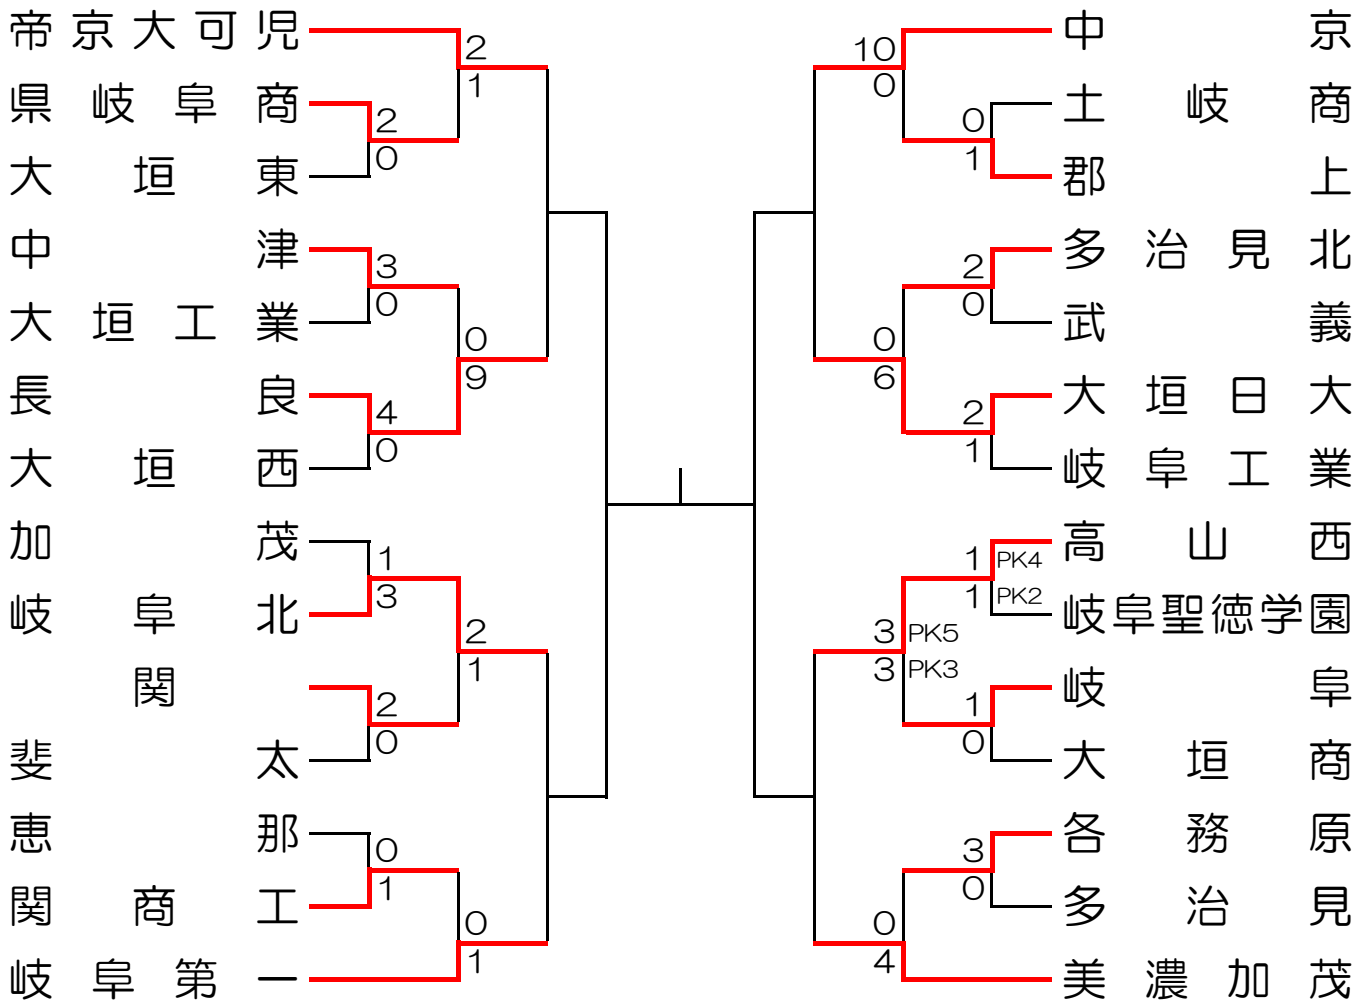 帝京大可児
2
1
県岐阜商
2
0
大垣東
中津
3
0
大垣工業
0
9
長良
4
0
大垣西
加茂
1
3
岐阜北
2
1
関
2
0
斐太
恵那
0
1
関商工
0
1
岐阜第一
中京
10
0
土岐商
0
1
郡上
多治見北
2
0
武義
0
6
大垣日大
2
1
岐阜工業
高山西
1 PK4
1 PK2
岐阜聖徳学園
3 PK5
3 PK3
岐阜
1
0
大垣商
各務原
3
0
多治見
0
4
美濃加茂